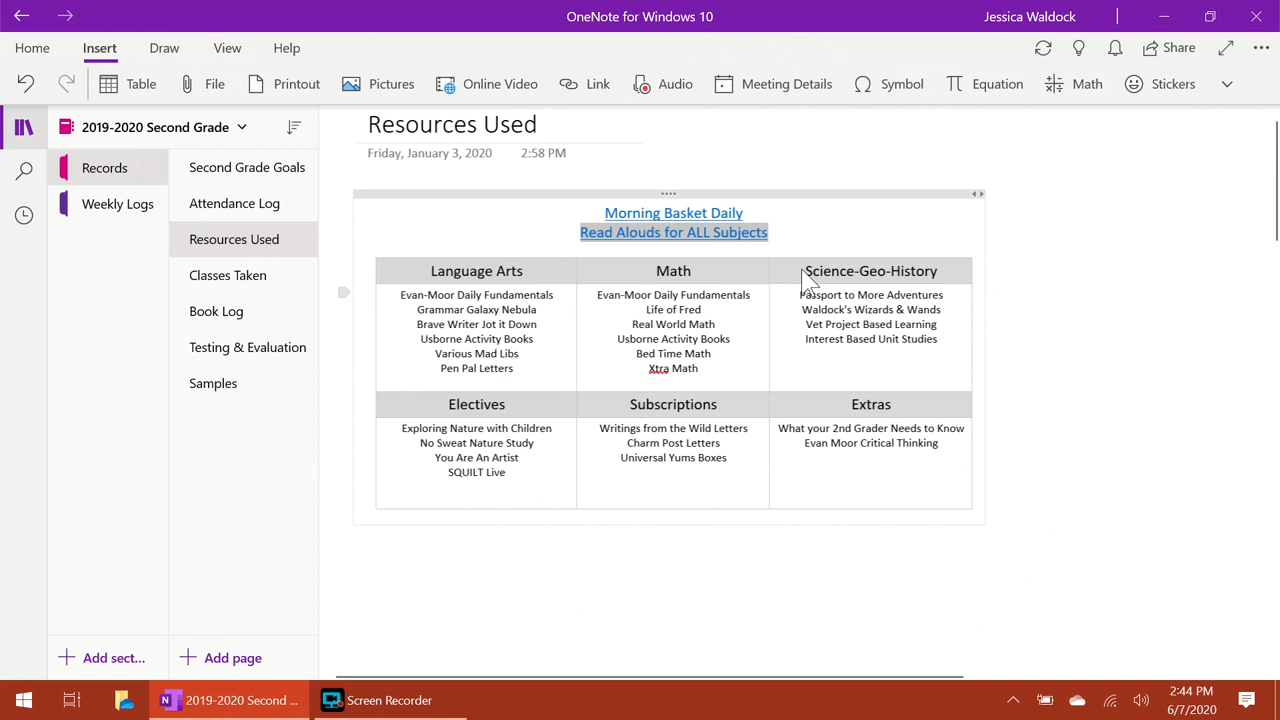 OneNote for Windows 10
Jessica Waldock
Home Insert Draw View Help
Share
Table File Printout Pictures Online Video Link Audio Meeting Details Symbol Equation Math Stickers
2019-2020 Second Grade
Records
Weekly Logs
Second Grade Goals
Attendance Log
Resources Used
Classes Taken
Book Log
Testing & Evaluation
Samples
Add sect...
Add page
Resources Used
Friday, January 3, 2020 2:58 PM
Morning Basket Daily
Read Alouds for ALL Subjects
Language Arts
Evan-Moor Daily Fundamentals
Grammar Galaxy Nebula
Brave Writer Jot it Down
Usborne Activity Books
Various Mad Libs
Pen Pal Letters
Math
Evan-Moor Daily Fundamentals
Life of Fred
Real World Math
Usborne Activity Books
Bed Time Math
Xtra Math
Science-Geo-History
Passport to More Adventures
Waldock's Wizards & Wands
Vet Project Based Learning
Interest Based Unit Studies
Electives
Exploring Nature with Children
No Sweat Nature Study
You Are An Artist
SQUILT Live
Subscriptions
Writings from the Wild Letters
Charm Post Letters
Universal Yums Boxes
Extras
What your 2nd Grader Needs to Know
Evan Moor Critical Thinking
2019-2020 Second ...
Screen Recorder
2:44 PM
6/7/2020